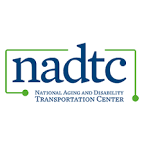 nadtc
National Aging and Disability
Transportation Center